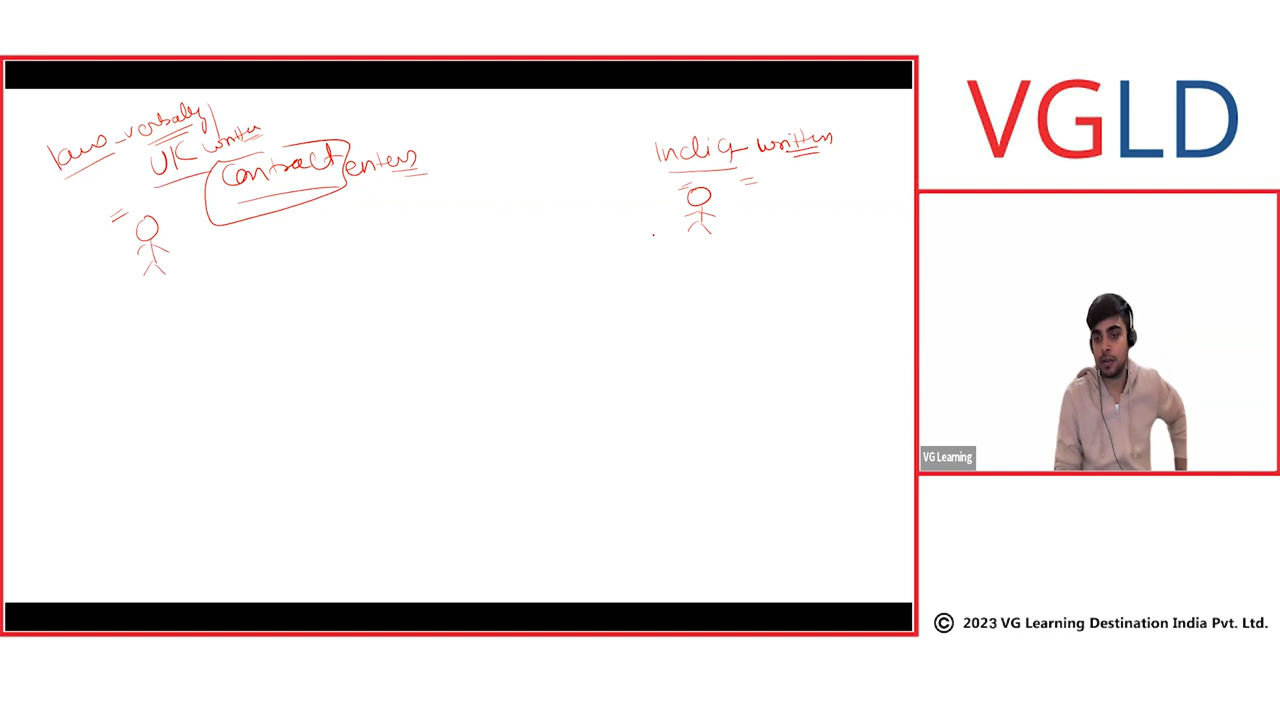 laws - verbally
UK written
contract enters
India - written
VGLD
VG Learning
© 2023 VG Learning Destination India Pvt. Ltd.